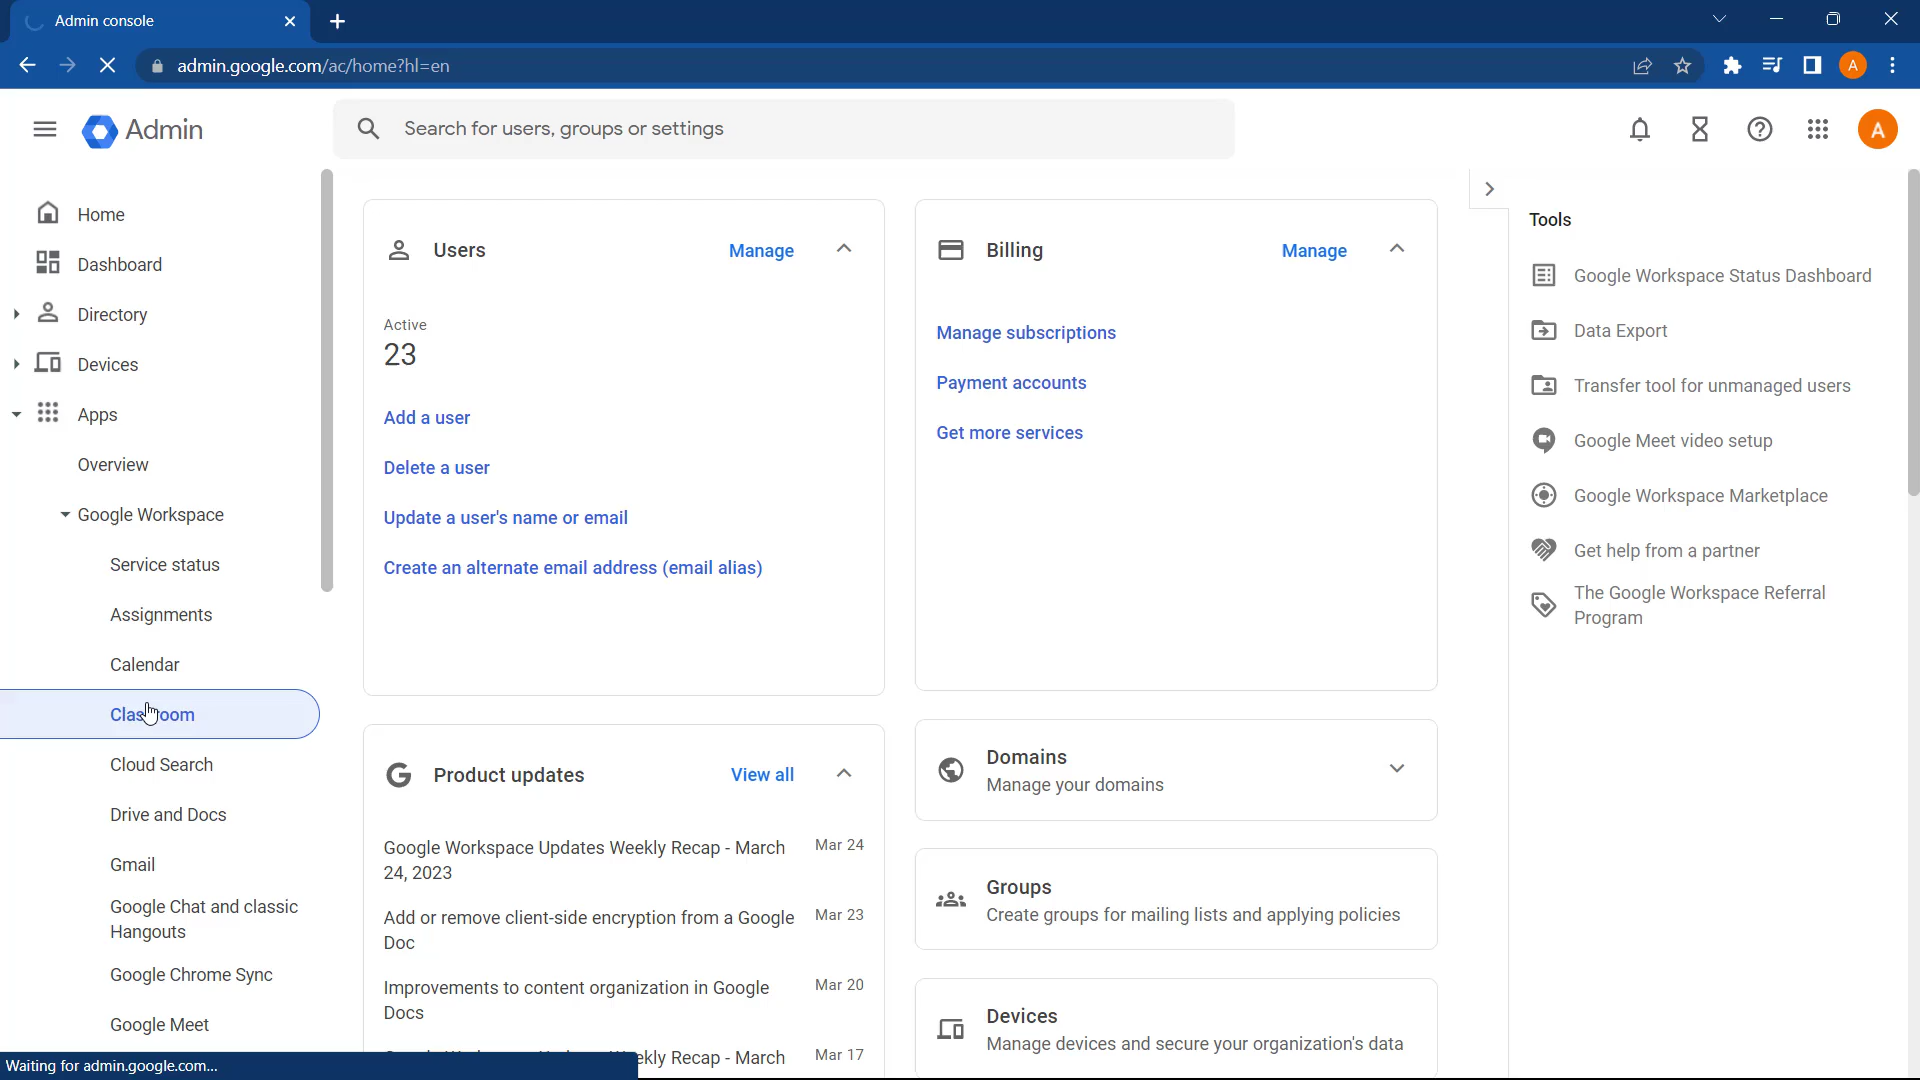 Admin console
admin.google.com/ac/home?hl=en
A
Admin
Search for users, groups or settings
A
Home
Dashboard
Directory
Devices
Apps
Overview
Google Workspace
Service status
Assignments
Calendar
Classroom
Cloud Search
Drive and Docs
Gmail
Google Chat and classic
Hangouts
Google Chrome Sync
Google Meet
Waiting for admin.google.com...
Users
Manage
Active
23
Add a user
Delete a user
Update a user's name or email
Create an alternate email address (email alias)
Product updates
View all
Google Workspace Updates Weekly Recap - March
24, 2023
Mar 24
Add or remove client-side encryption from a Google
Doc
Mar 23
Improvements to content organization in Google
Docs
Mar 20
Recap - March
Mar 17
Billing
Manage
Manage subscriptions
Payment accounts
Get more services
Domains
Manage your domains
Groups
Create groups for mailing lists and applying policies
Devices
Manage devices and secure your organization's data
Tools
Google Workspace Status Dashboard
Data Export
Transfer tool for unmanaged users
Google Meet video setup
Google Workspace Marketplace
Get help from a partner
The Google Workspace Referral
Program